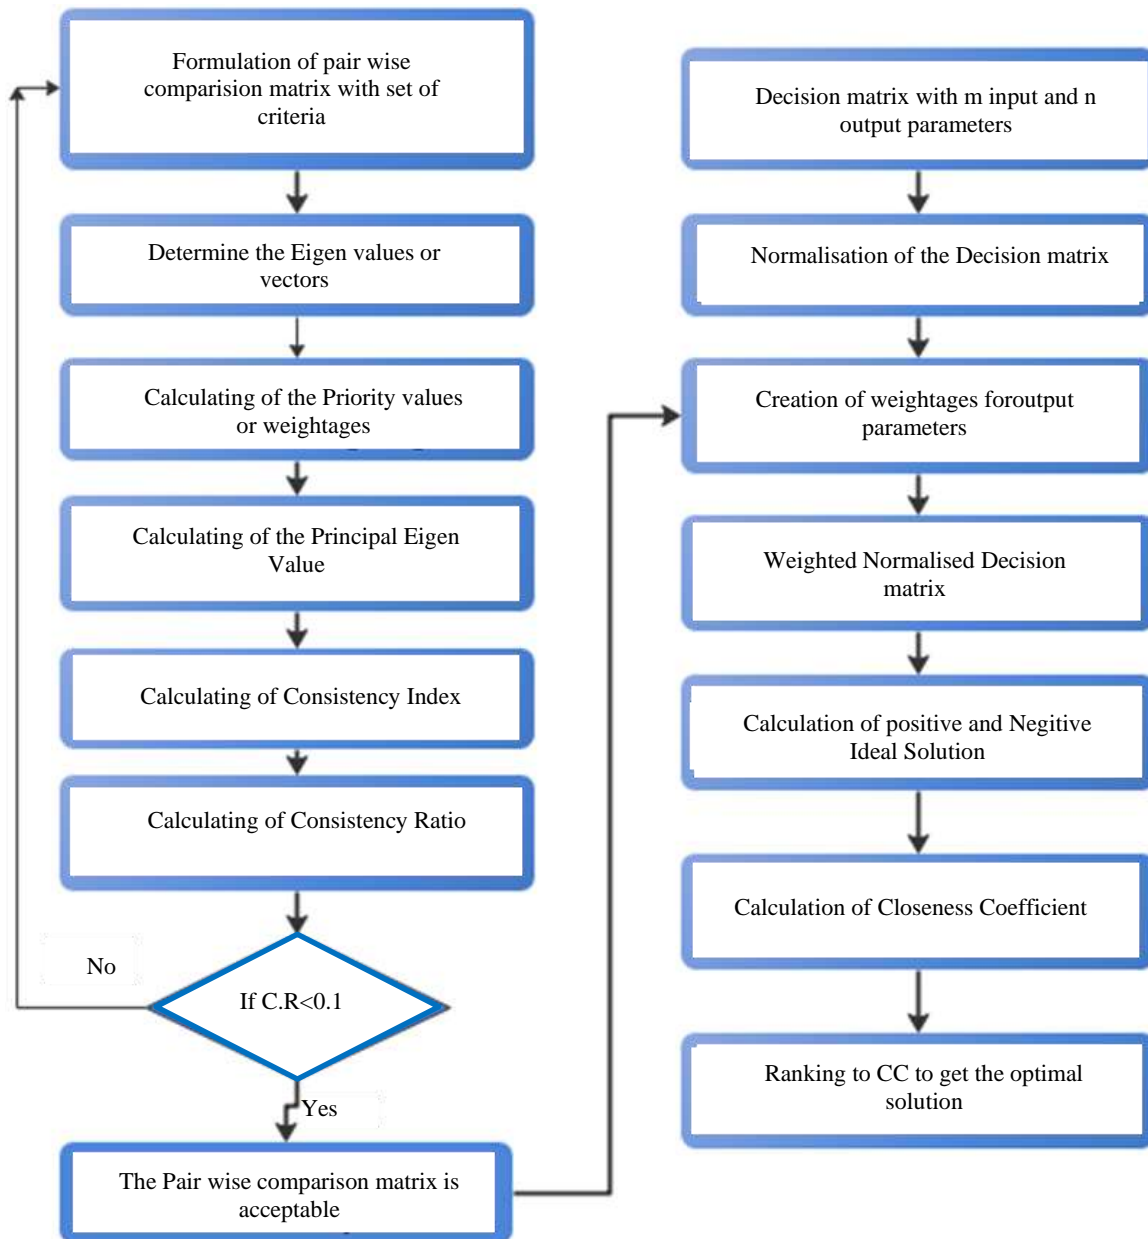 Formulation of pair wise
comparision matrix with set of
criteria
Determine the Eigen values or
vectors
Calculating of the Priority values
or weightages
Calculating of the Principal Eigen
Value
Calculating of Consistency Index
Calculating of Consistency Ratio
No
If C.R<0.1
Yes
The Pair wise comparison matrix is
acceptable
Decision matrix with m input and n
output parameters
Normalisation of the Decision matrix
Creation of weightages foroutput
parameters
Weighted Normalised Decision
matrix
Calculation of positive and Negitive
Ideal Solution
Calculation of Closeness Coefficient
Ranking to CC to get the optimal
solution